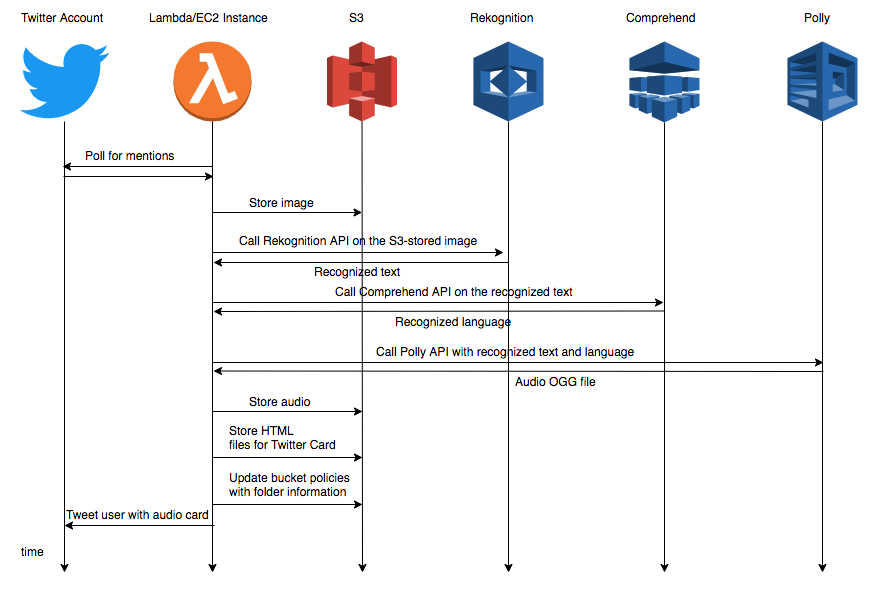 Twitter Account
Lambda/EC2 Instance
S3
Rekognition
Comprehend
Polly
Poll for mentions
Store image
Call Rekognition API on the S3-stored image
Recognized text
Call Comprehend API on the recognized text
Recognized language
Call Polly API with recognized text and language
Audio OGG file
Store audio
Store HTML
files for Twitter Card
Update bucket policies
with folder information
Tweet user with audio card
time